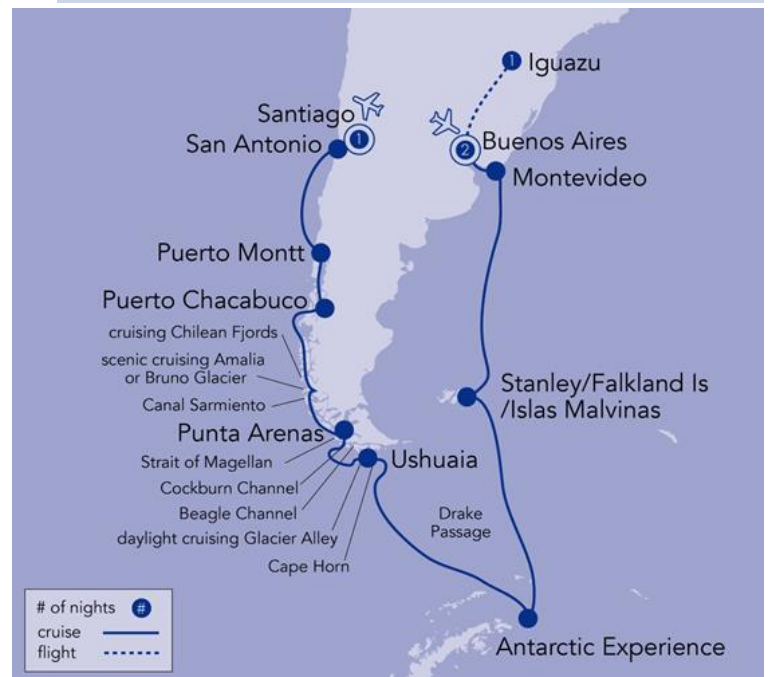 1
Iguazu
Santiago
1
San Antonio
2
Buenos Aires
Montevideo
Puerto Montt
Puerto Chacabuco
cruising Chilean Fjords
scenic cruising Amalia
or Bruno Glacier
Canal Sarmiento
Stanley/Falkland Is
/Islas Malvinas
Punta Arenas
Strait of Magellan
Ushuaia
Cockburn Channel
Beagle Channel
daylight cruising Glacier Alley
Cape Horn
Drake
Passage
Antarctic Experience
# of nights #
cruise
flight